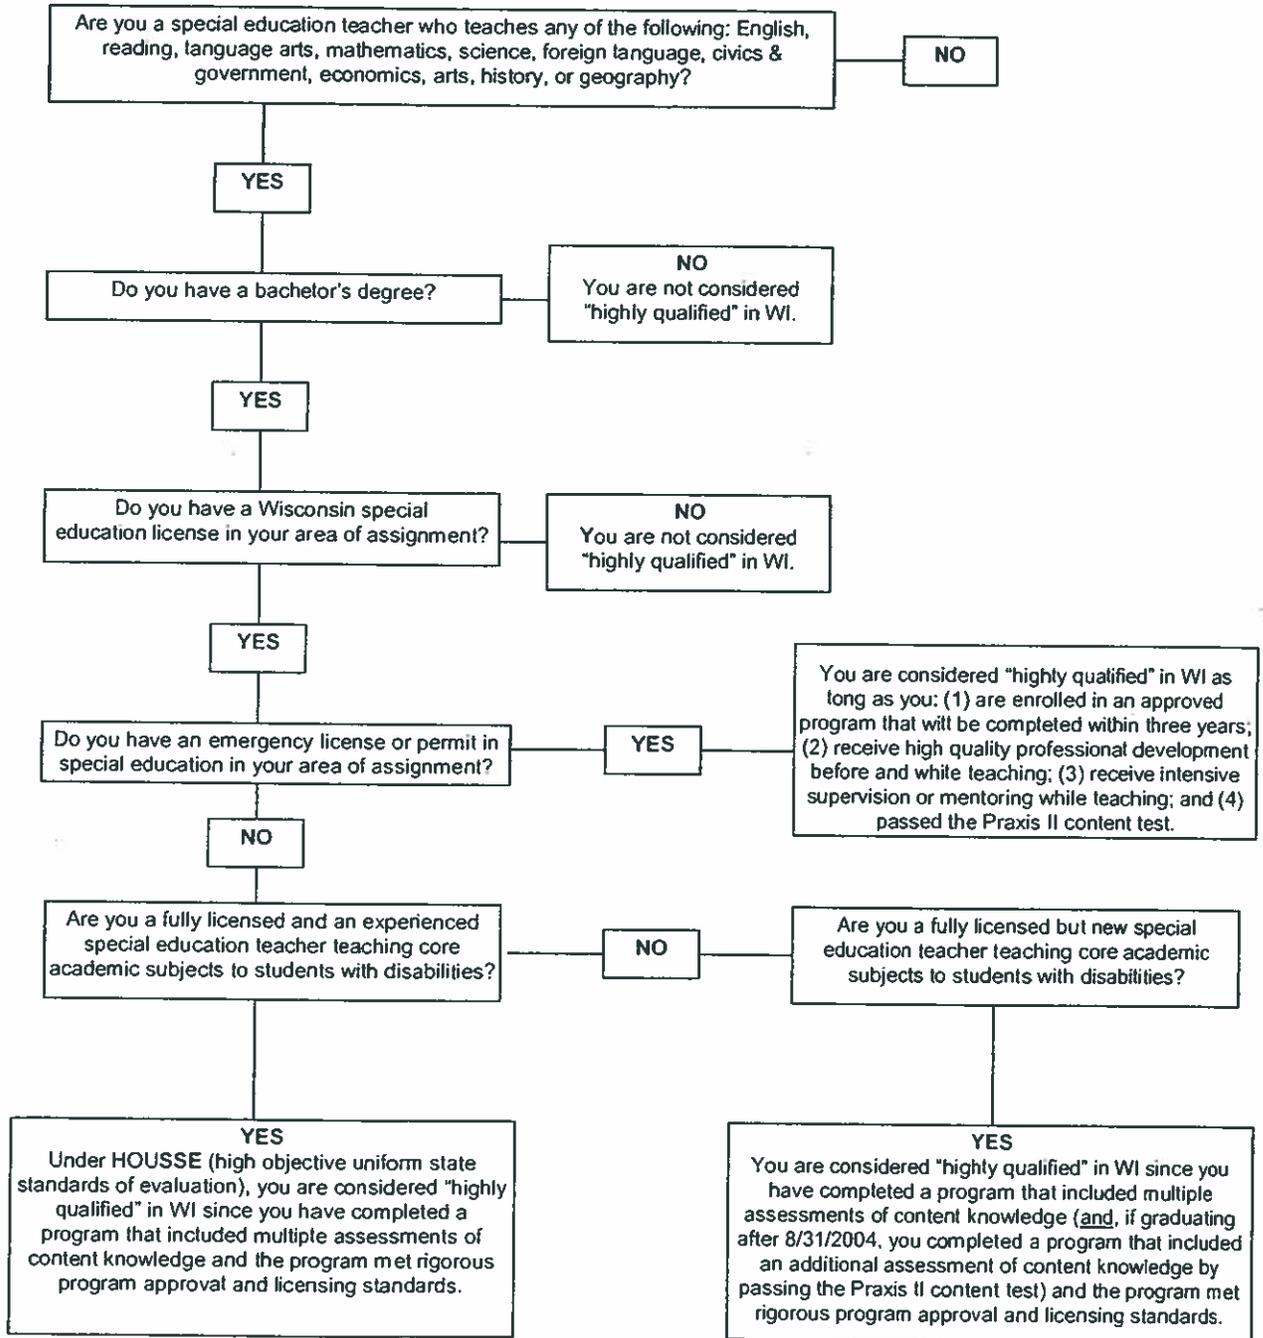 Are you a special education teacher who teaches any of the following: English,
reading, language arts, mathematics, science, foreign language, civics &
government, economics, arts, history, or geography?
NO
YES
Do you have a bachelor's degree?
NO
You are not considered
"highly qualified" in WI.
YES
Do you have a Wisconsin special
education license in your area of assignment?
NO
You are not considered
"highly qualified" in WI.
YES
Do you have an emergency license or permit in
special education in your area of assignment?
YES
You are considered "highly qualified" in WI as
long as you: (1) are enrolled in an approved
program that will be completed within three years;
(2) receive high quality professional development
before and while teaching; (3) receive intensive
supervision or mentoring while teaching; and (4)
passed the Praxis II content test.
NO
Are you a fully licensed and an experienced
special education teacher teaching core
academic subjects to students with disabilities?
NO
Are you a fully licensed but new special
education teacher teaching core academic
subjects to students with disabilities?
YES
Under HOUSSE (high objective uniform state
standards of evaluation), you are considered "highly
qualified" in WI since you have completed a
program that included multiple assessments of
content knowledge and the program met rigorous
program approval and licensing standards.
YES
You are considered "highly qualified" in WI since you
have completed a program that included multiple
assessments of content knowledge (and, if graduating
after 8/31/2004, you completed a program that included
an additional assessment of content knowledge by
passing the Praxis II content test) and the program met
rigorous program approval and licensing standards.